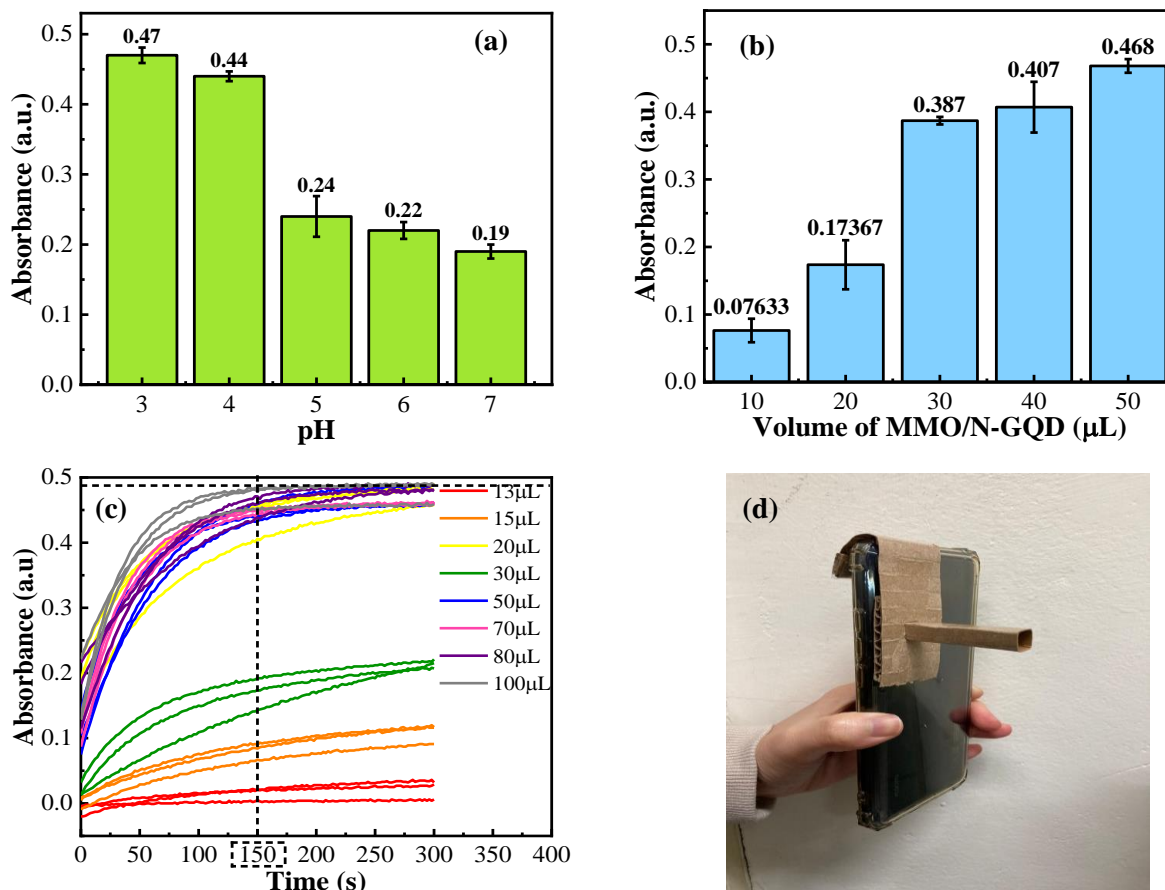 (a)
0.47
0.44
0.24
0.22
0.19
0.5
0.4
0.3
0.2
0.1
0.0
Absorbance (a.u.)
3 4 5 6 7
pH
(b)
0.07633
0.17367
0.387
0.407
0.468
0.5
0.4
0.3
0.2
0.1
0.0
Absorbance (a.u.)
10 20 30 40 50
Volume of MMO/N-GQD (μL)
(c)
0.5
0.4
0.3
0.2
0.1
0.0
Absorbance (a.u)
13μL
15μL
20μL
30μL
50μL
70μL
80μL
100μL
0 50 100 150 200 250 300 350 400
Time (s)
(d)